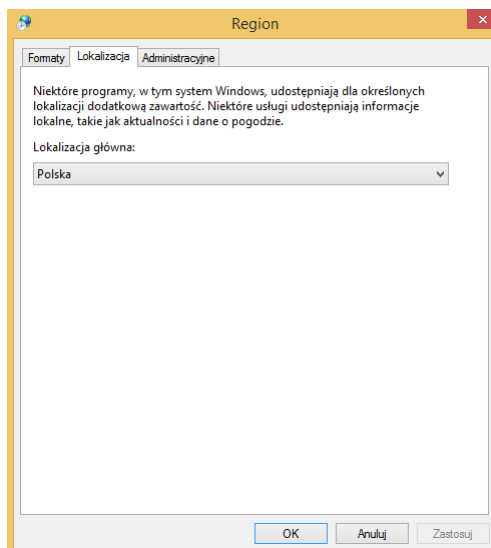 Region
Formaty Lokalizacja Administracyjne
Niektóre programy, w tym system Windows, udostępniają dla określonych
lokalizacji dodatkową zawartość. Niektóre usługi udostępniają informacje
lokalne, takie jak aktualności i dane o pogodzie.
Lokalizacja główna:
Polska
OK Anuluj Zastosuj